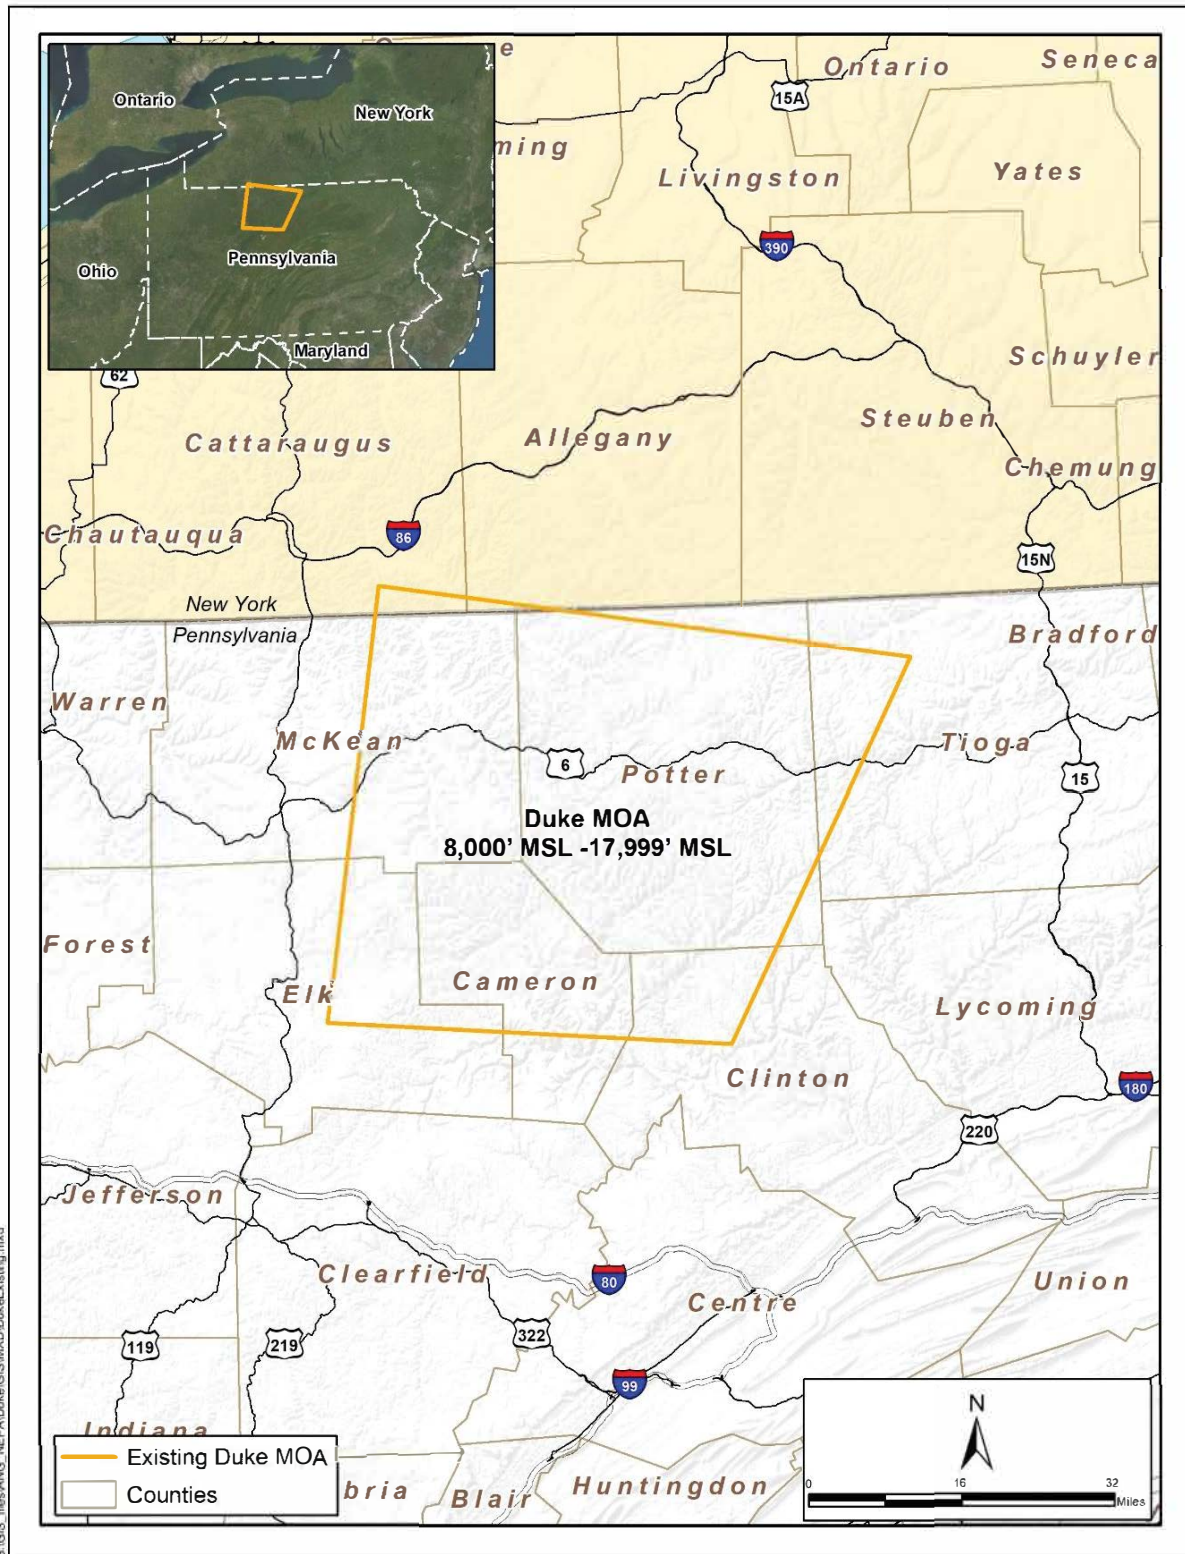 Ontario
New York
Ohio
Pennsylvania
Maryland
e
Ontario
Seneca
15A
ming
Livingston
Yates
390
Schuyler
62
Cattaraugus
Allegany
Steuben
Chemung
Chautauqua
86
15N
New York
Pennsylvania
Bradford
Warren
McKean
6
Potter
Tioga
15
Duke MOA
8,000’ MSL -17,999’ MSL
Forest
Elk
Cameron
Lycoming
Clinton
180
220
Jefferson
Clearfield
80
Centre
Union
119
219
322
99
Indiana
bria
Blair
Huntingdon
Existing Duke MOA
Counties
N
0 16 32
Miles